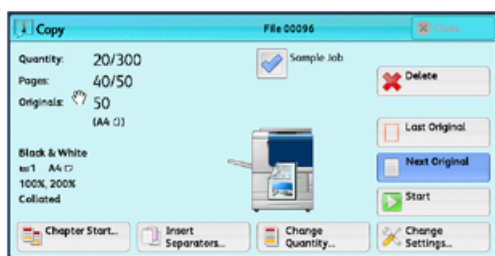 Copy
File 00096
Close
Quantity: 20/300
Sample Job
Pages: 40/50
Delete
Originals: 50
(A4 )
Last Original
Black & White
1 A4
Next Original
100%, 200%
Collated
Start
Chapter Start...
Insert Separators...
Change Quantity...
Change Settings...